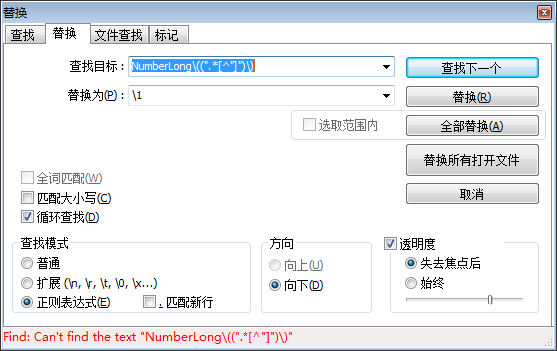 替换
查找 替换 文件查找 标记
查找目标： NumberLong\((".*[^"]")\) 查找下一个
替换为(P)： \1 替换(R)
选取范围内 全部替换(A)
替换所有打开文件
全词匹配(W) 取消
匹配大小写(C)
循环查找(D)
查找模式 方向 透明度
普通 向上(U) 失去焦点后
扩展 (\n, \r, \t, \0, \x...) 向下(D) 始终
正则表达式(E) . 匹配新行
Find: Can't find the text "NumberLong\((".*[^"]")\)"